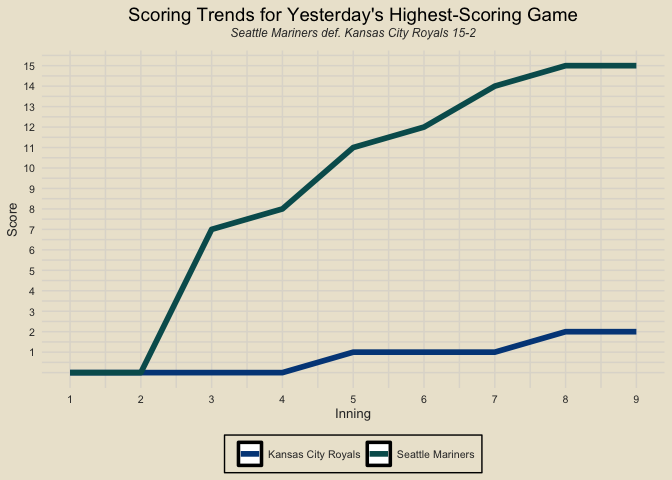 Scoring Trends for Yesterday's Highest-Scoring Game
Seattle Mariners def. Kansas City Royals 15-2
Score
15
14
13
12
11
10
9
8
7
6
5
4
3
2
1
1 2 3 4 5 6 7 8 9
Inning
Kansas City Royals Seattle Mariners